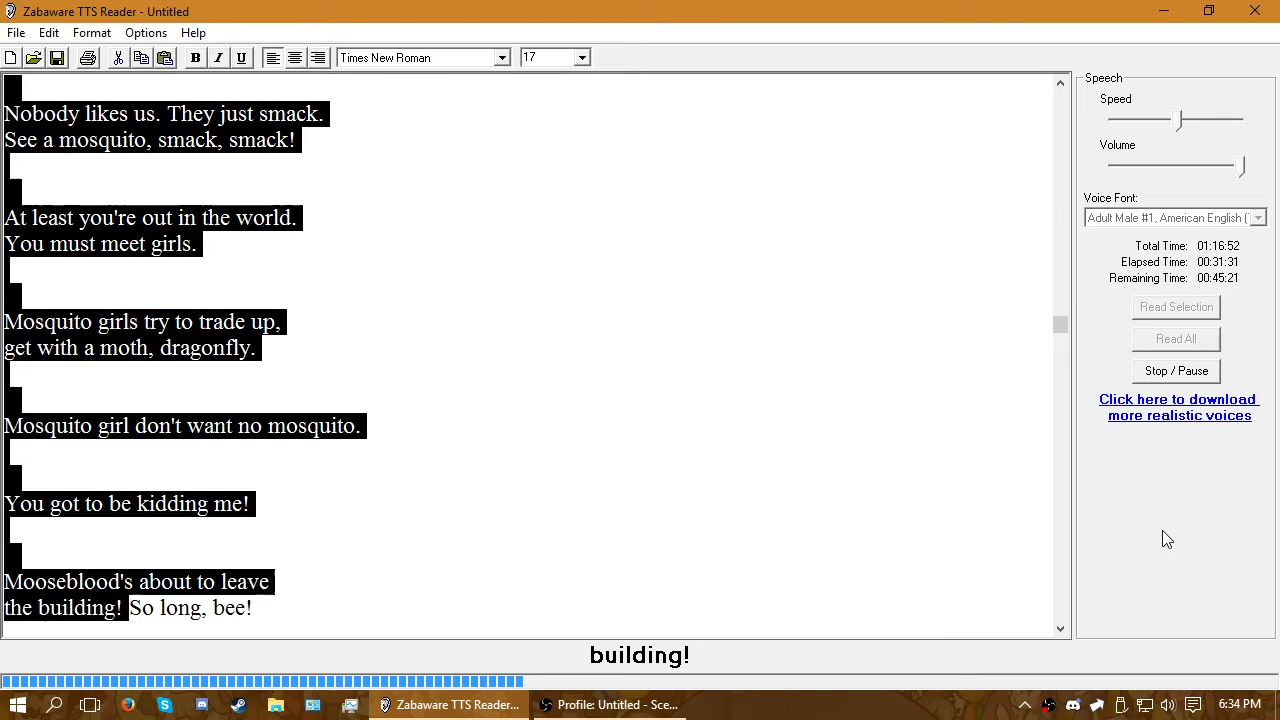 Zabaware TTS Reader - Untitled
File Edit Format Options Help
B I U Times New Roman 17
Nobody likes us. They just smack.
See a mosquito, smack, smack!
At least you're out in the world.
You must meet girls.
Mosquito girls try to trade up,
get with a moth, dragonfly.
Mosquito girl don't want no mosquito.
You got to be kidding me!
Mooseblood's about to leave
the building! So long, bee!
Speech
Speed
Volume
Voice Font:
Adult Male #1, American English (
Total Time: 01:16:52
Elapsed Time: 00:31:31
Remaining Time: 00:45:21
Read Selection
Read All
Stop / Pause
Click here to download
more realistic voices
building!
Zabaware TTS Reader...
Profile: Untitled - Sce...
6:34 PM